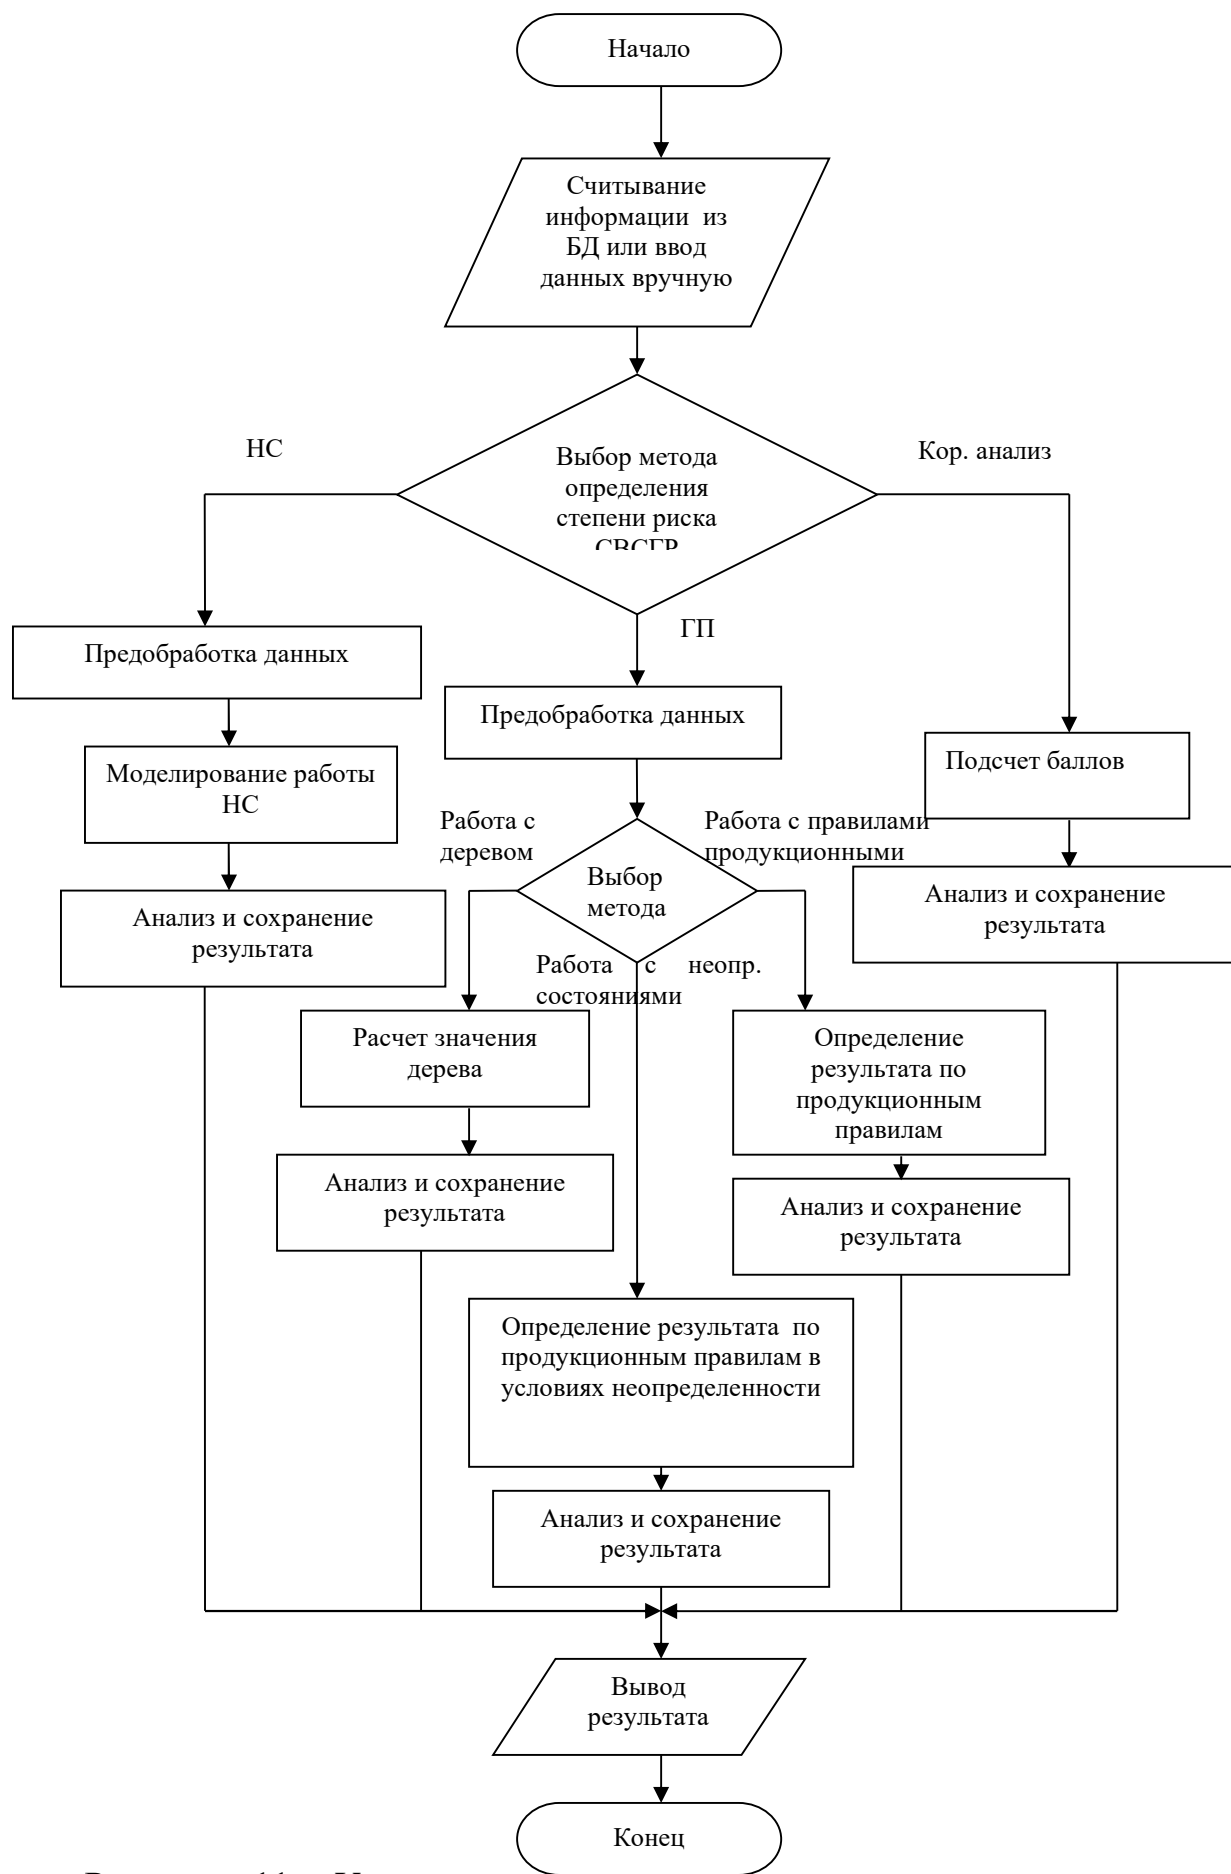 Начало
Считывание
информации из
БД или ввод
данных вручную
НС
Кор. анализ
Выбор метода
определения
степени риска
ГП
Предобработка данных
Предобработка данных
Моделирование работы
НС
Подсчет баллов
Работа с
деревом
Работа с правилами
продукционными
Выбор
метода
Анализ и сохранение
результата
Анализ и сохранение
результата
Работа с неопр.
состояниями
Расчет значения
дерева
Определение
результата по
продукционным
правилам
Анализ и сохранение
результата
Анализ и сохранение
результата
Определение результата по
продукционным правилам в
условиях неопределенности
Анализ и сохранение
результата
Вывод
результата
Конец